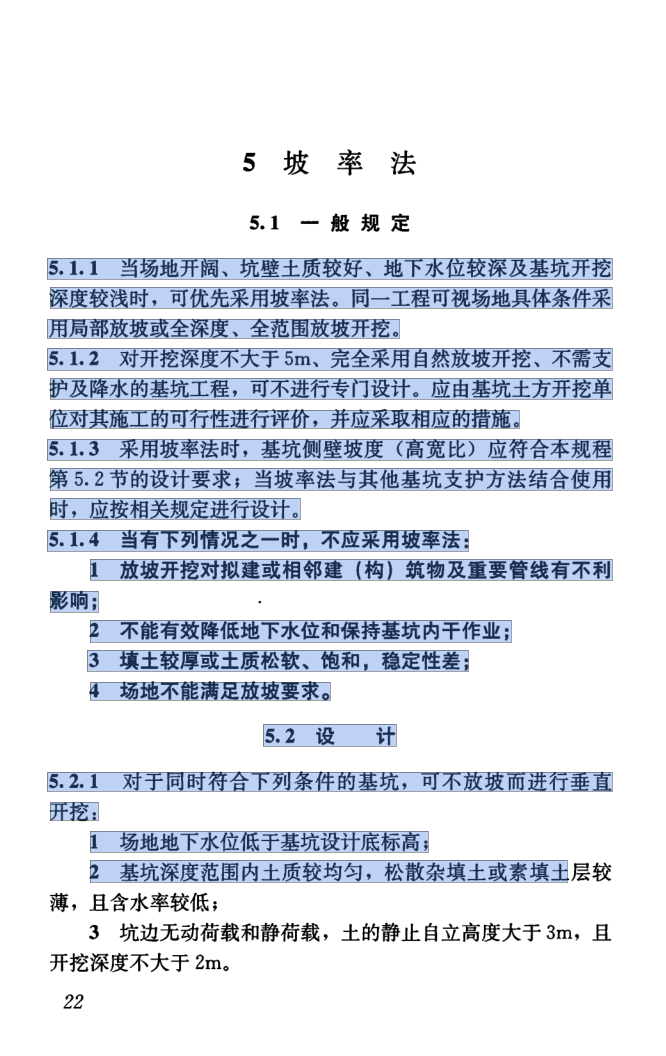 5 坡 率 法
5.1 一 般 规 定
5.1.1 当场地开阔、坑壁土质较好、地下水位较深及基坑开挖
深度较浅时，可优先采用坡率法。同一工程可视场地具体条件采
用局部放坡或全深度、全范围放坡开挖。
5.1.2 对开挖深度不大于5m、完全采用自然放坡开挖、不需支
护及降水的基坑工程，可不进行专门设计。应由基坑土方开挖单
位对其施工的可行性进行评价，并应采取相应的措施。
5.1.3 采用坡率法时，基坑侧壁坡度（高宽比）应符合本规程
第5.2节的设计要求；当坡率法与其他基坑支护方法结合使用
时，应按相关规定进行设计。
5.1.4 当有下列情况之一时，不应采用坡率法：
1 放坡开挖对拟建或相邻建（构）筑物及重要管线有不利
影响；
2 不能有效降低地下水位和保持基坑内干作业；
3 填土较厚或土质松软、饱和，稳定性差；
4 场地不能满足放坡要求。
5.2 设 计
5.2.1 对于同时符合下列条件的基坑，可不放坡而进行垂直
开挖：
1 场地地下水位低于基坑设计底标高；
2 基坑深度范围内土质较均匀，松散杂填土或素填土层较
薄，且含水率较低；
3 坑边无动荷载和静荷载，土的静止自立高度大于3m，且
开挖深度不大于2m。
22